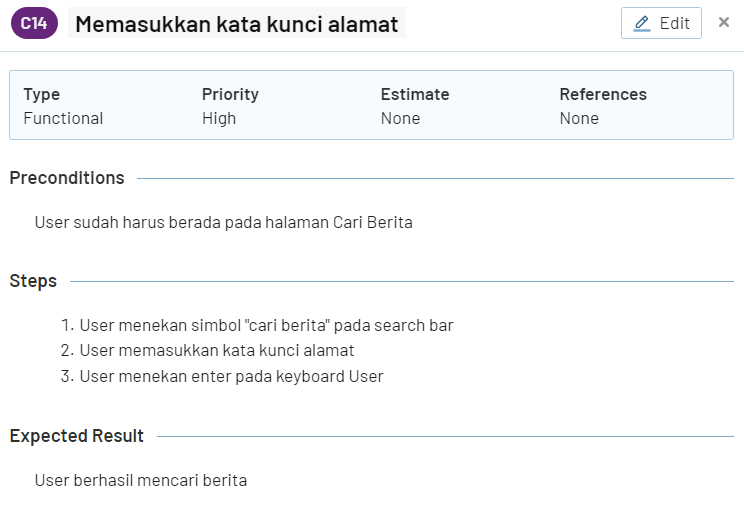 C14 Memasukkan kata kunci alamat Edit ×
Type Priority Estimate References
Functional High None None
Preconditions
User sudah harus berada pada halaman Cari Berita
Steps
1. User menekan simbol "cari berita" pada search bar
2. User memasukkan kata kunci alamat
3. User menekan enter pada keyboard User
Expected Result
User berhasil mencari berita